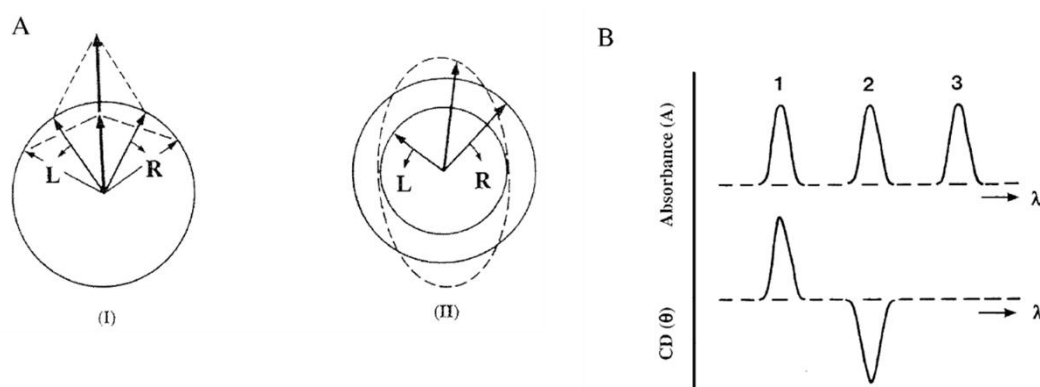 A
L
R
(I)
L
R
(II)
B
1 2 3
Absorbance (A)
λ
CD (θ)
λ